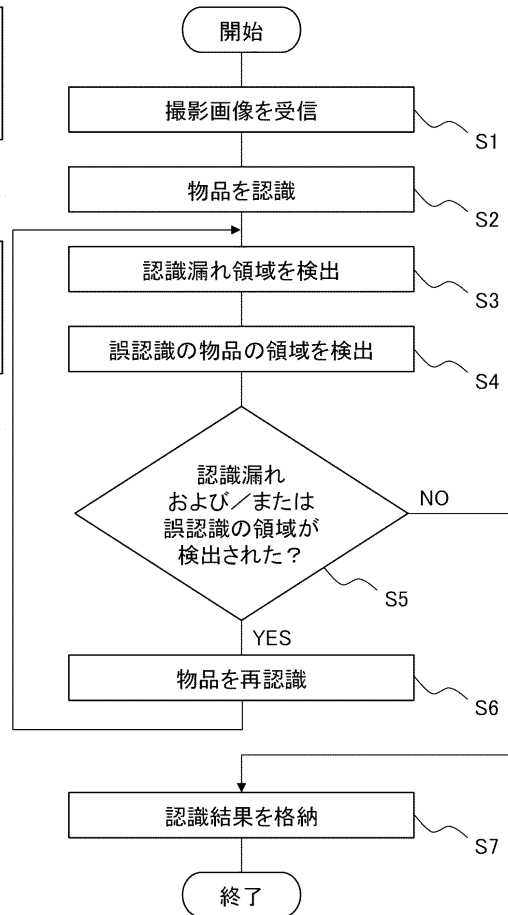 開始
撮影画像を受信
S1
物品を認識
S2
認識漏れ領域を検出
S3
誤認識の物品の領域を検出
S4
認識漏れ
および／または
誤認識の領域が
検出された？
NO
S5
YES
物品を再認識
S6
認識結果を格納
S7
終了